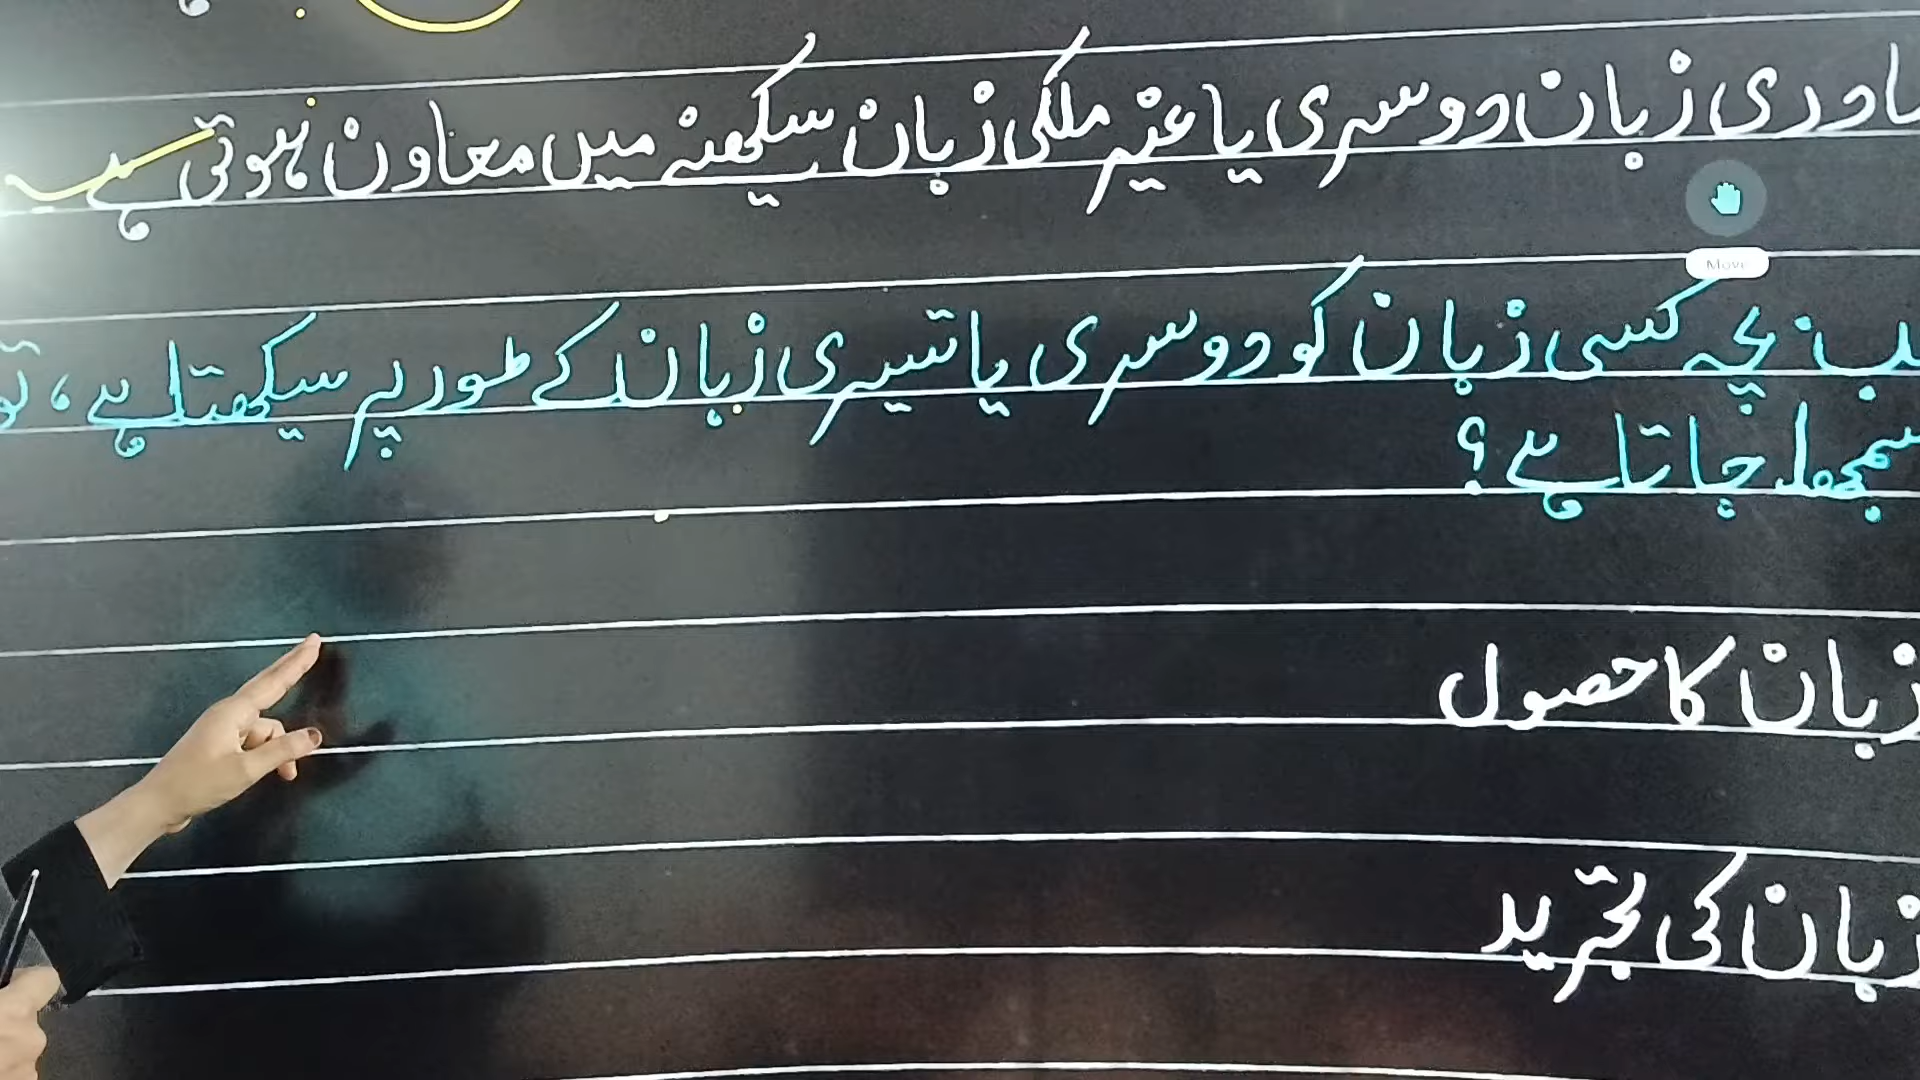 مادری زبان دوسری یا غیر ملکی زبان سیکھنے میں معاون ہوتی ہے
Move
جب بچہ کسی زبان کو دوسری یا تیسری زبان کے طور پر سیکھتا ہے، تو
سمجھا جاتا ہے؟
زبان کا حصول
زبان کی تجرید